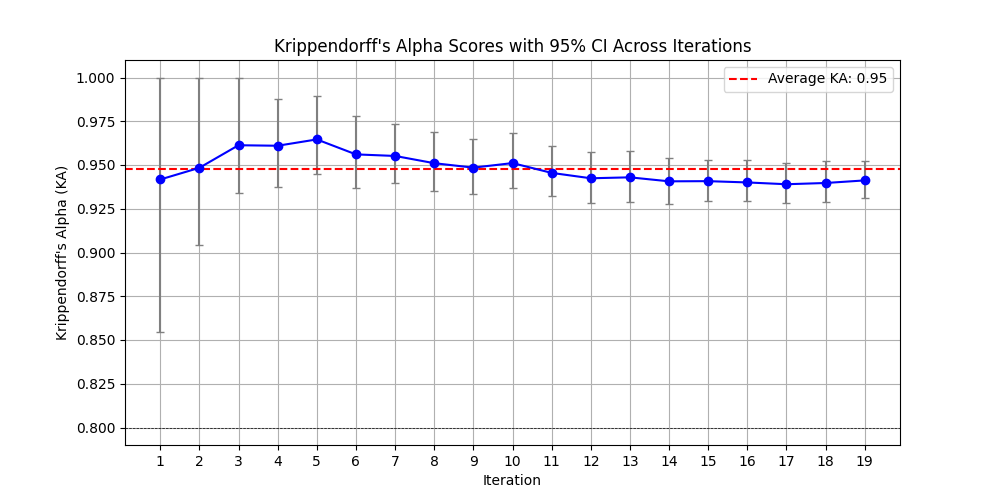 Krippendorff's Alpha Scores with 95% CI Across Iterations
Average KA: 0.95
Krippendorff's Alpha (KA)
1.000
0.975
0.950
0.925
0.900
0.875
0.850
0.825
0.800
1 2 3 4 5 6 7 8 9 10 11 12 13 14 15 16 17 18 19
Iteration